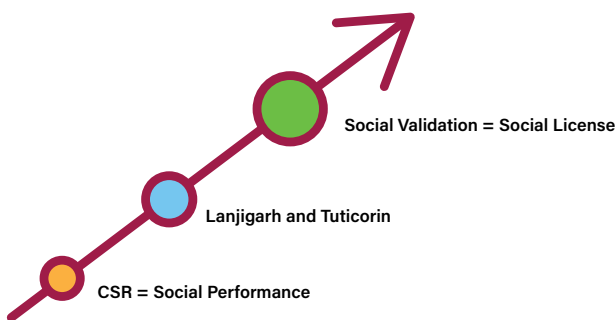 Social Validation = Social License
Lanjigarh and Tuticorin
CSR = Social Performance